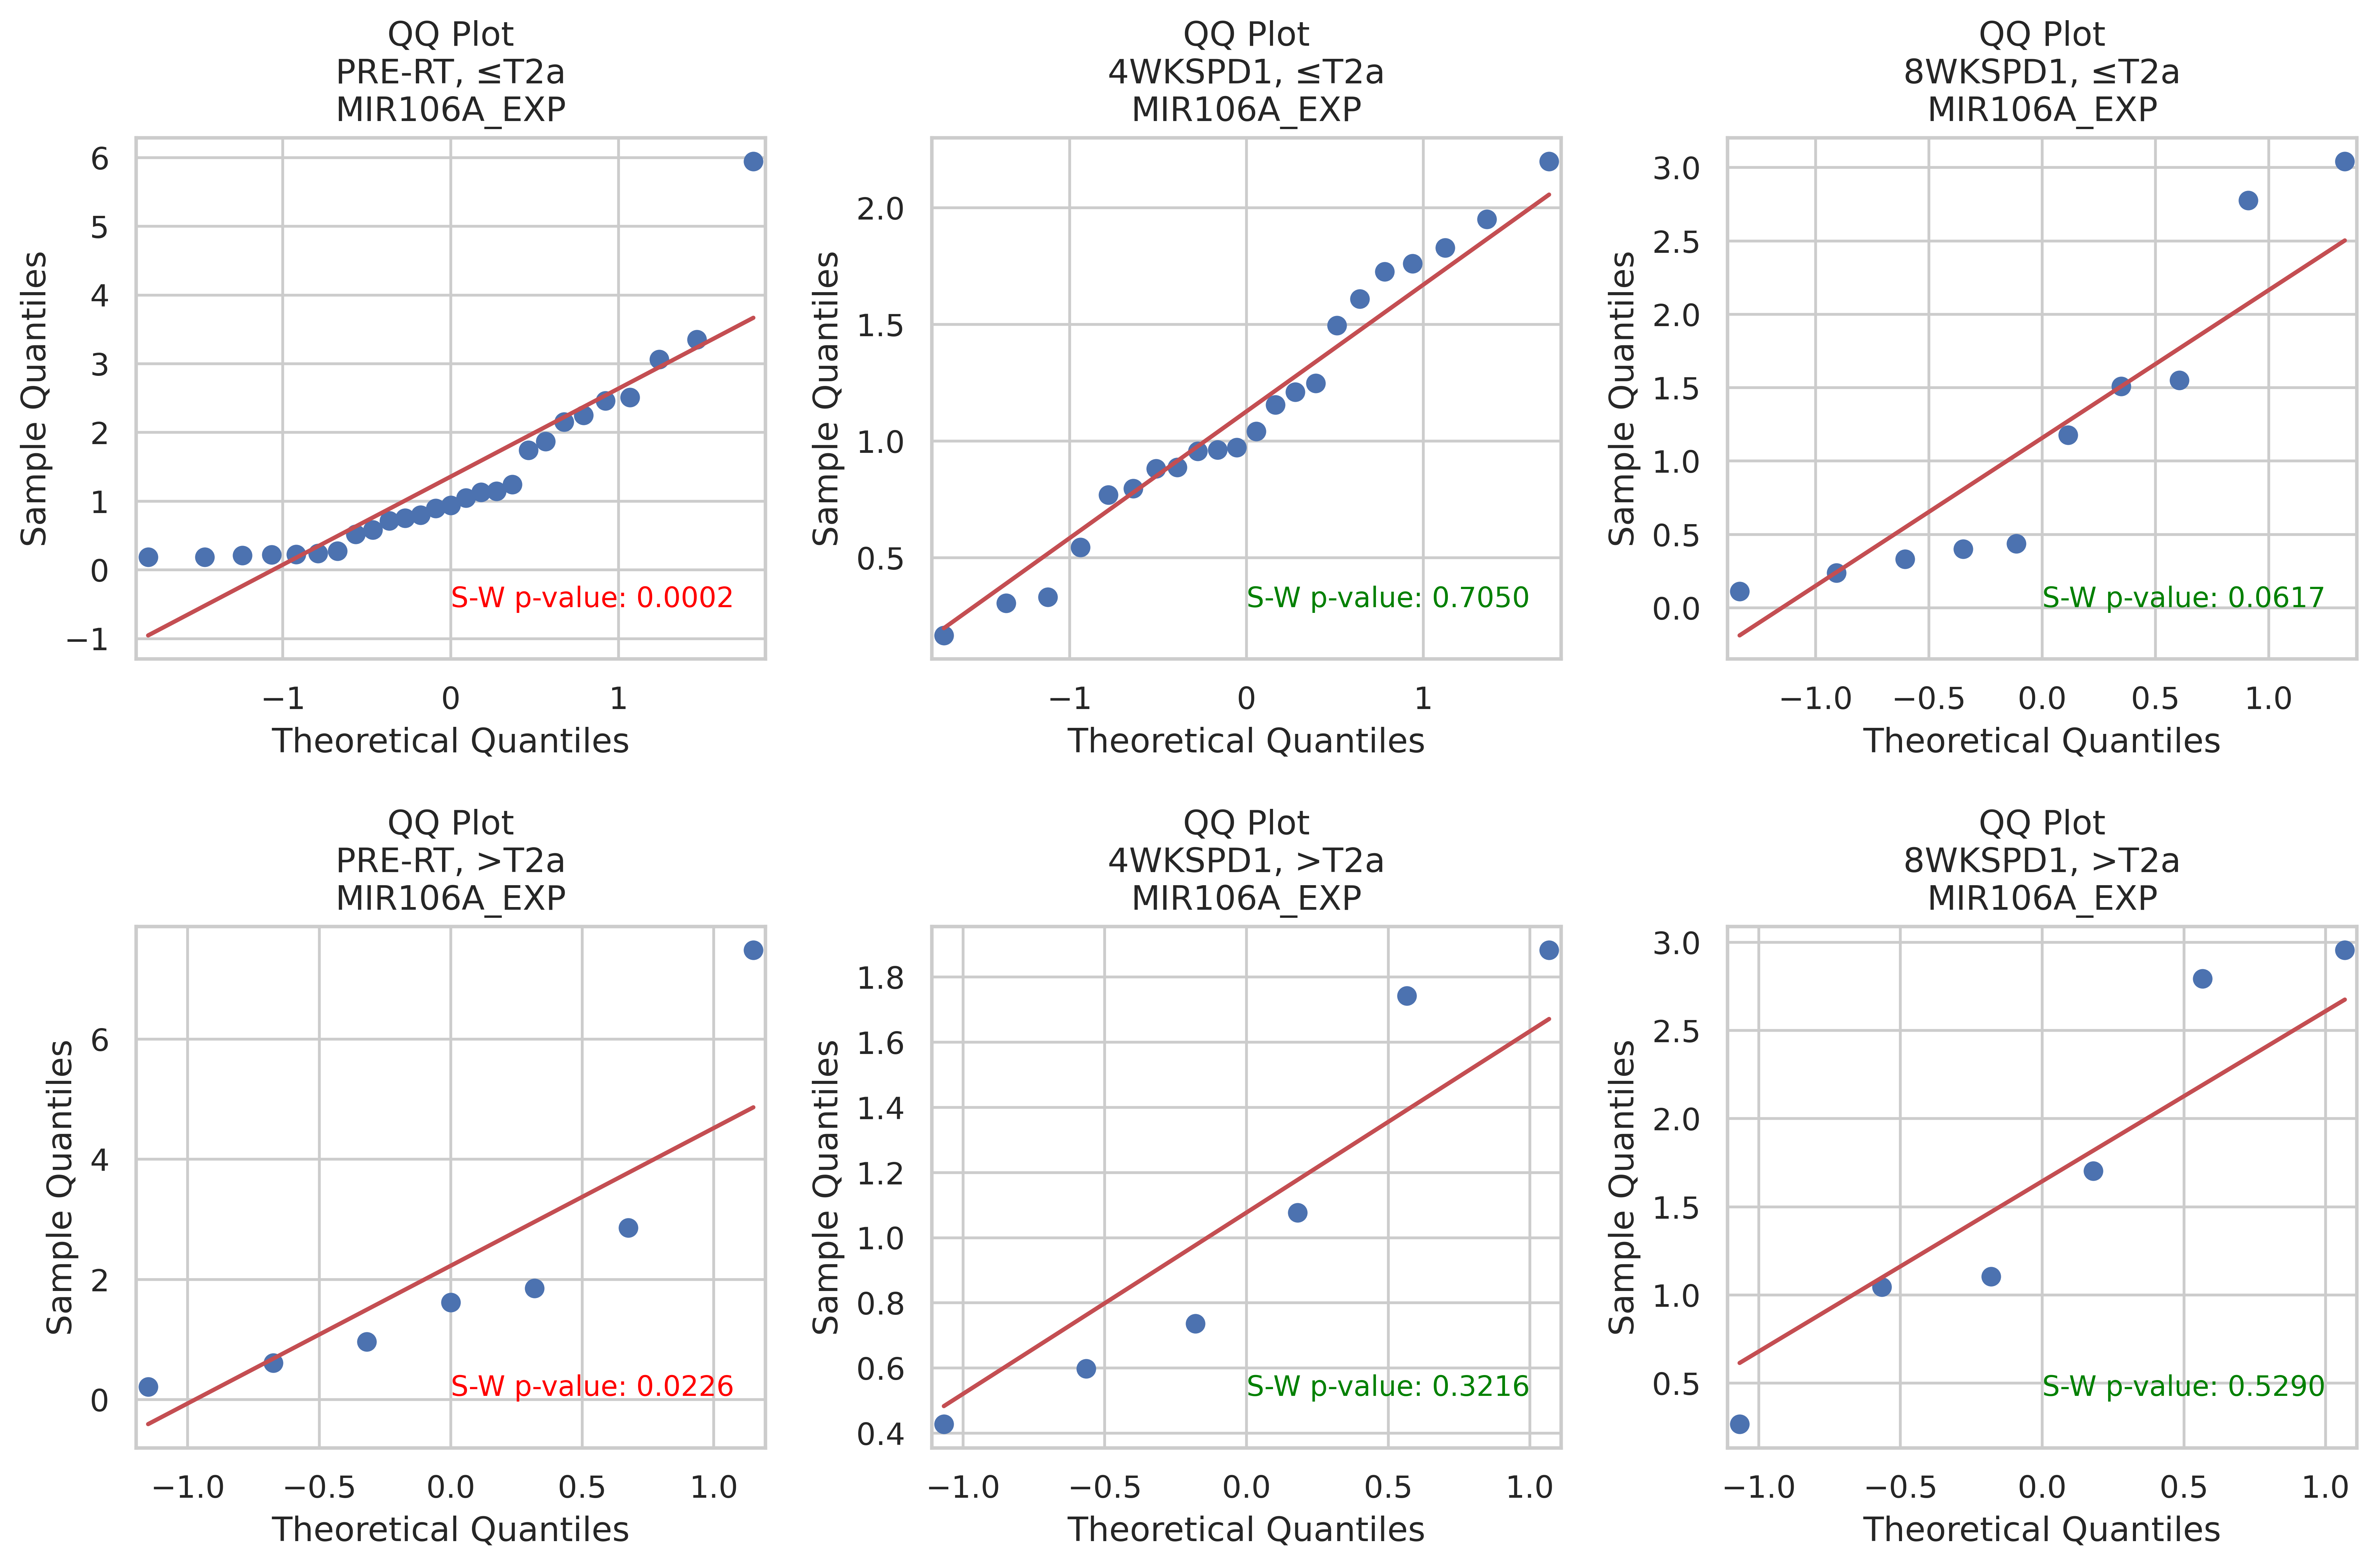 QQ Plot
PRE-RT, ≤T2a
MIR106A_EXP
6
5
4
3
2
1
0
−1
Sample Quantiles
S-W p-value: 0.0002
−1 0 1
Theoretical Quantiles
QQ Plot
4WKSPD1, ≤T2a
MIR106A_EXP
2.0
1.5
1.0
0.5
Sample Quantiles
S-W p-value: 0.7050
−1 0 1
Theoretical Quantiles
QQ Plot
8WKSPD1, ≤T2a
MIR106A_EXP
3.0
2.5
2.0
1.5
1.0
0.5
0.0
Sample Quantiles
S-W p-value: 0.0617
−1.0 −0.5 0.0 0.5 1.0
Theoretical Quantiles
QQ Plot
PRE-RT, >T2a
MIR106A_EXP
6
4
2
0
Sample Quantiles
S-W p-value: 0.0226
−1.0 −0.5 0.0 0.5 1.0
Theoretical Quantiles
QQ Plot
4WKSPD1, >T2a
MIR106A_EXP
1.8
1.6
1.4
1.2
1.0
0.8
0.6
0.4
Sample Quantiles
S-W p-value: 0.3216
−1.0 −0.5 0.0 0.5 1.0
Theoretical Quantiles
QQ Plot
8WKSPD1, >T2a
MIR106A_EXP
3.0
2.5
2.0
1.5
1.0
0.5
Sample Quantiles
S-W p-value: 0.5290
−1.0 −0.5 0.0 0.5 1.0
Theoretical Quantiles